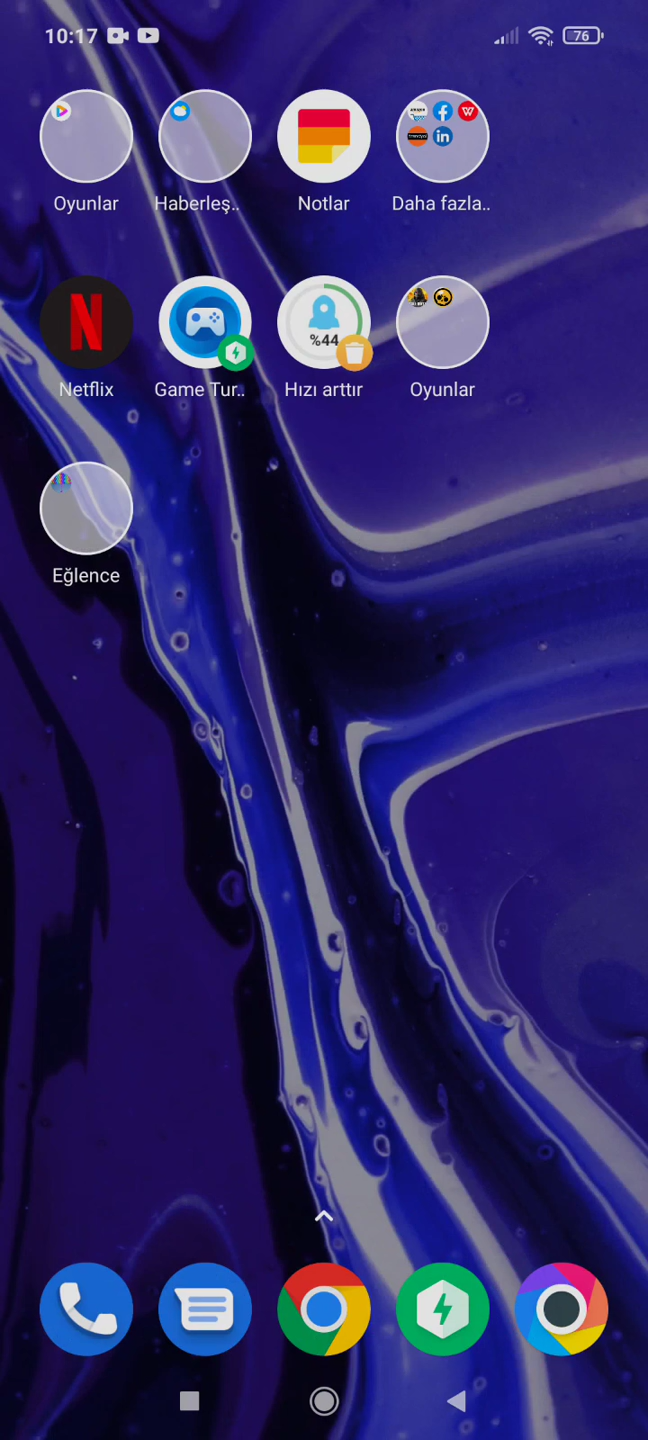 10:17
76
Oyunlar
Haberleş..
Notlar
Daha fazla..
N
%44
Netflix
Game Tur..
Hızı arttır
Oyunlar
Eğlence